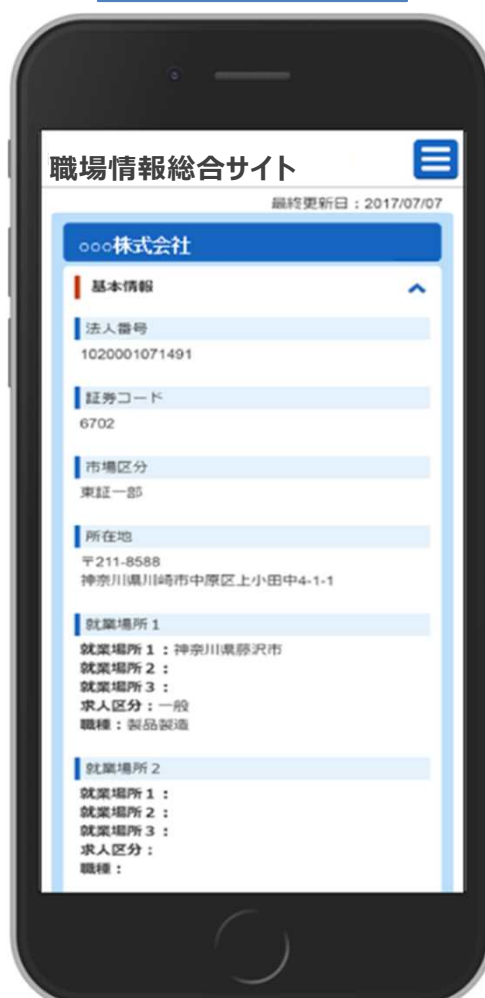 職場情報総合サイト
最終更新日：2017/07/07
○○○株式会社
基本情報
法人番号
1020001071491
証券コード
6702
市場区分
東証一部
所在地
〒211-8588
神奈川県川崎市中原区上小田中4-1-1
就業場所1
就業場所1：神奈川県藤沢市
就業場所2：
就業場所3：
求人区分：一般
職種：製品製造
就業場所2
就業場所1：
就業場所2：
就業場所3：
求人区分：
職種：